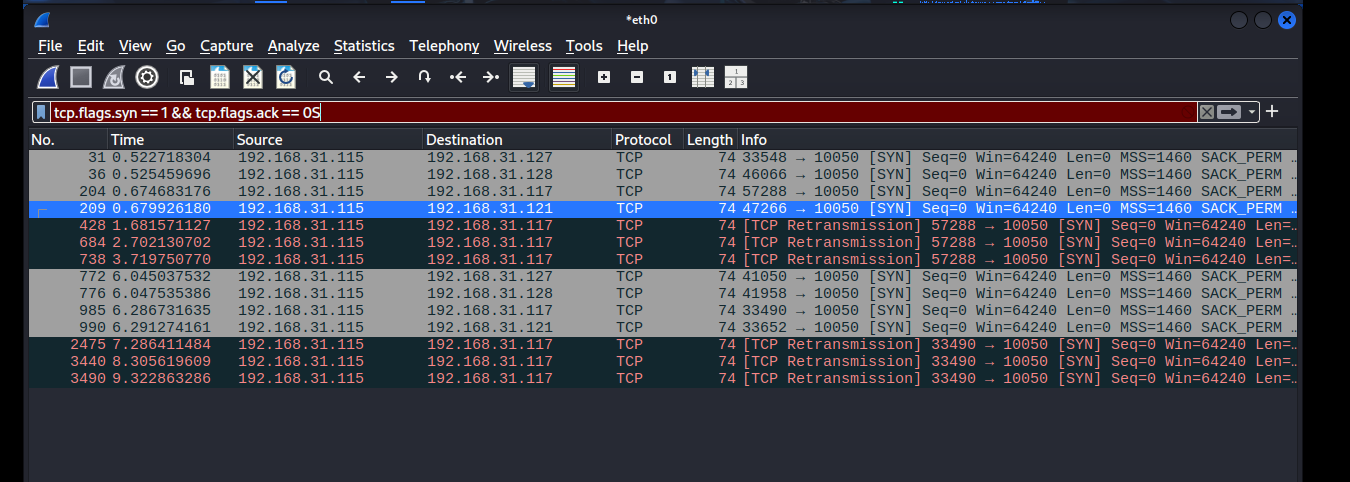 *eth0
File Edit View Go Capture Analyze Statistics Telephony Wireless Tools Help
tcp.flags.syn == 1 && tcp.flags.ack == 0S
No. Time Source Destination Protocol Length Info
31 0.522718304 192.168.31.115 192.168.31.127 TCP 74 33548 → 10050 [SYN] Seq=0 Win=64240 Len=0 MSS=1460 SACK_PERM …
36 0.525459696 192.168.31.115 192.168.31.128 TCP 74 46066 → 10050 [SYN] Seq=0 Win=64240 Len=0 MSS=1460 SACK_PERM …
204 0.674683176 192.168.31.115 192.168.31.117 TCP 74 57288 → 10050 [SYN] Seq=0 Win=64240 Len=0 MSS=1460 SACK_PERM …
209 0.679926180 192.168.31.115 192.168.31.121 TCP 74 47266 → 10050 [SYN] Seq=0 Win=64240 Len=0 MSS=1460 SACK_PERM …
428 1.681571127 192.168.31.115 192.168.31.117 TCP 74 [TCP Retransmission] 57288 → 10050 [SYN] Seq=0 Win=64240 Len=…
684 2.702130702 192.168.31.115 192.168.31.117 TCP 74 [TCP Retransmission] 57288 → 10050 [SYN] Seq=0 Win=64240 Len=…
738 3.719750770 192.168.31.115 192.168.31.117 TCP 74 [TCP Retransmission] 57288 → 10050 [SYN] Seq=0 Win=64240 Len=…
772 6.045037532 192.168.31.115 192.168.31.127 TCP 74 41050 → 10050 [SYN] Seq=0 Win=64240 Len=0 MSS=1460 SACK_PERM …
776 6.047535386 192.168.31.115 192.168.31.128 TCP 74 41958 → 10050 [SYN] Seq=0 Win=64240 Len=0 MSS=1460 SACK_PERM …
985 6.286731635 192.168.31.115 192.168.31.117 TCP 74 33490 → 10050 [SYN] Seq=0 Win=64240 Len=0 MSS=1460 SACK_PERM …
990 6.291274161 192.168.31.115 192.168.31.121 TCP 74 33652 → 10050 [SYN] Seq=0 Win=64240 Len=0 MSS=1460 SACK_PERM …
2475 7.286411484 192.168.31.115 192.168.31.117 TCP 74 [TCP Retransmission] 33490 → 10050 [SYN] Seq=0 Win=64240 Len=…
3440 8.305619609 192.168.31.115 192.168.31.117 TCP 74 [TCP Retransmission] 33490 → 10050 [SYN] Seq=0 Win=64240 Len=…
3490 9.322863286 192.168.31.115 192.168.31.117 TCP 74 [TCP Retransmission] 33490 → 10050 [SYN] Seq=0 Win=64240 Len=…